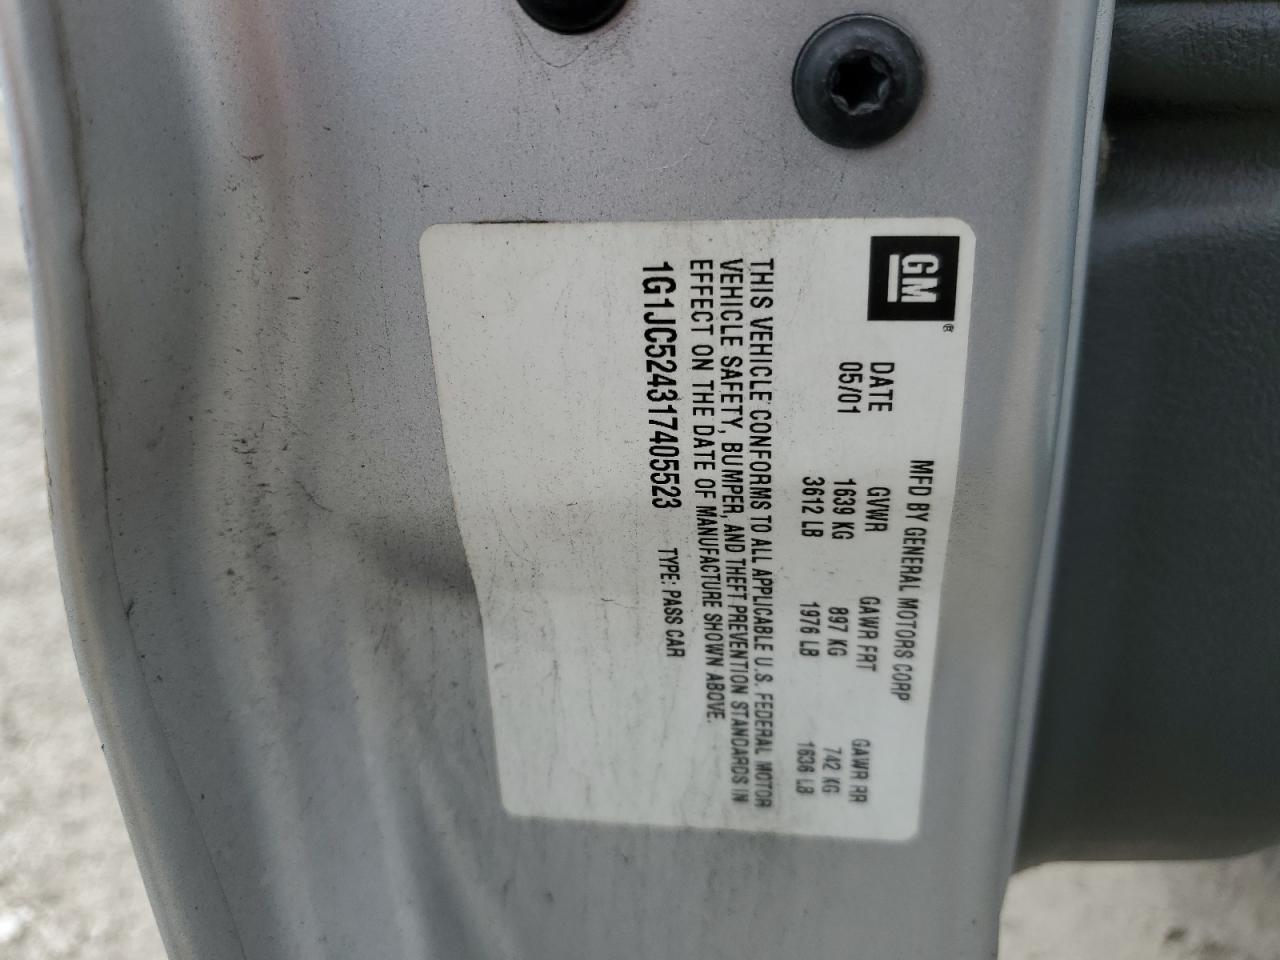 GM®
MFD BY GENERAL MOTORS CORP
DATE GVWR GAWR FRT GAWR RR
05/01 1639 KG 897 KG 742 KG
3612 LB 1976 LB 1636 LB
THIS VEHICLE CONFORMS TO ALL APPLICABLE U.S. FEDERAL MOTOR
VEHICLE SAFETY, BUMPER, AND THEFT PREVENTION STANDARDS IN
EFFECT ON THE DATE OF MANUFACTURE SHOWN ABOVE.
1G1JC524317405523 TYPE: PASS CAR